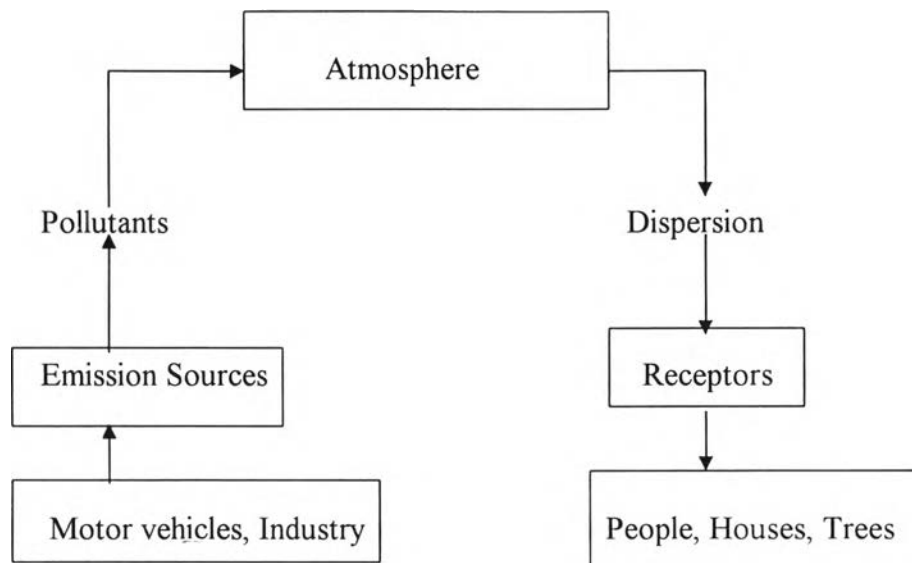 Atmosphere
Pollutants
Dispersion
Emission Sources
Receptors
Motor vehicles, Industry
People, Houses, Trees